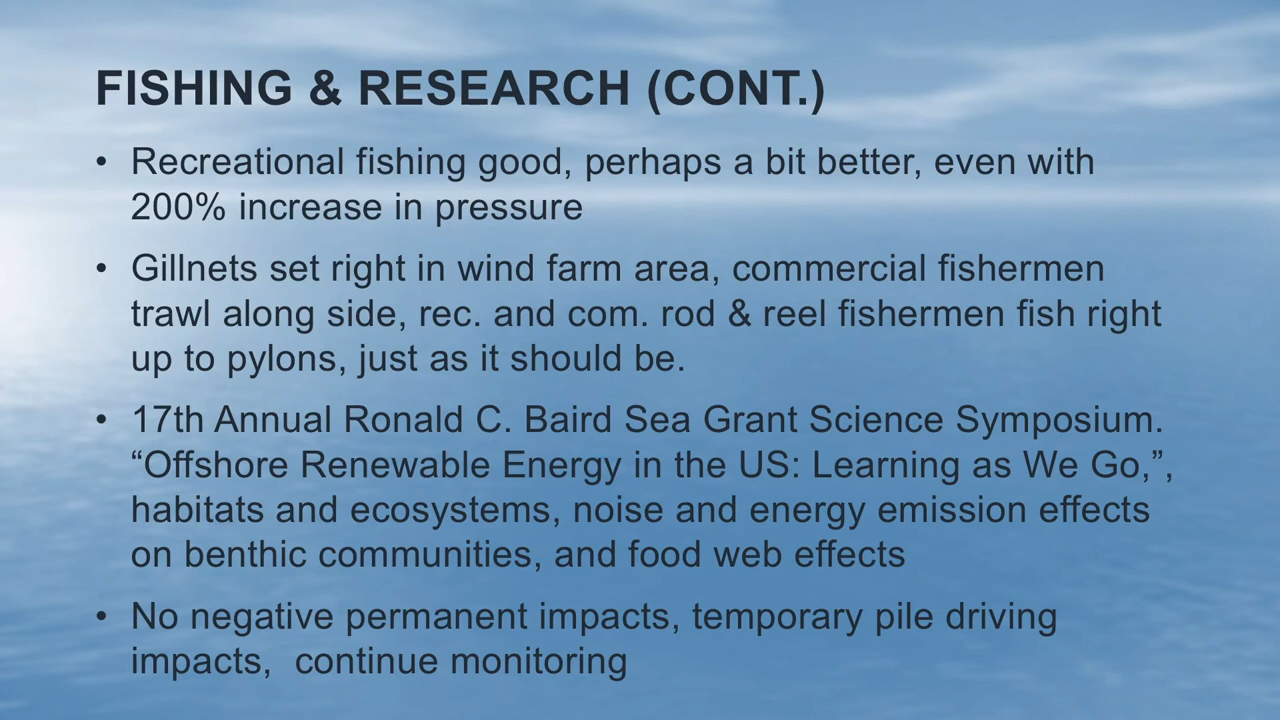 FISHING & RESEARCH (CONT.)
• Recreational fishing good, perhaps a bit better, even with
200% increase in pressure
• Gillnets set right in wind farm area, commercial fishermen
trawl along side, rec. and com. rod & reel fishermen fish right
up to pylons, just as it should be.
• 17th Annual Ronald C. Baird Sea Grant Science Symposium.
“Offshore Renewable Energy in the US: Learning as We Go,”,
habitats and ecosystems, noise and energy emission effects
on benthic communities, and food web effects
• No negative permanent impacts, temporary pile driving
impacts,  continue monitoring